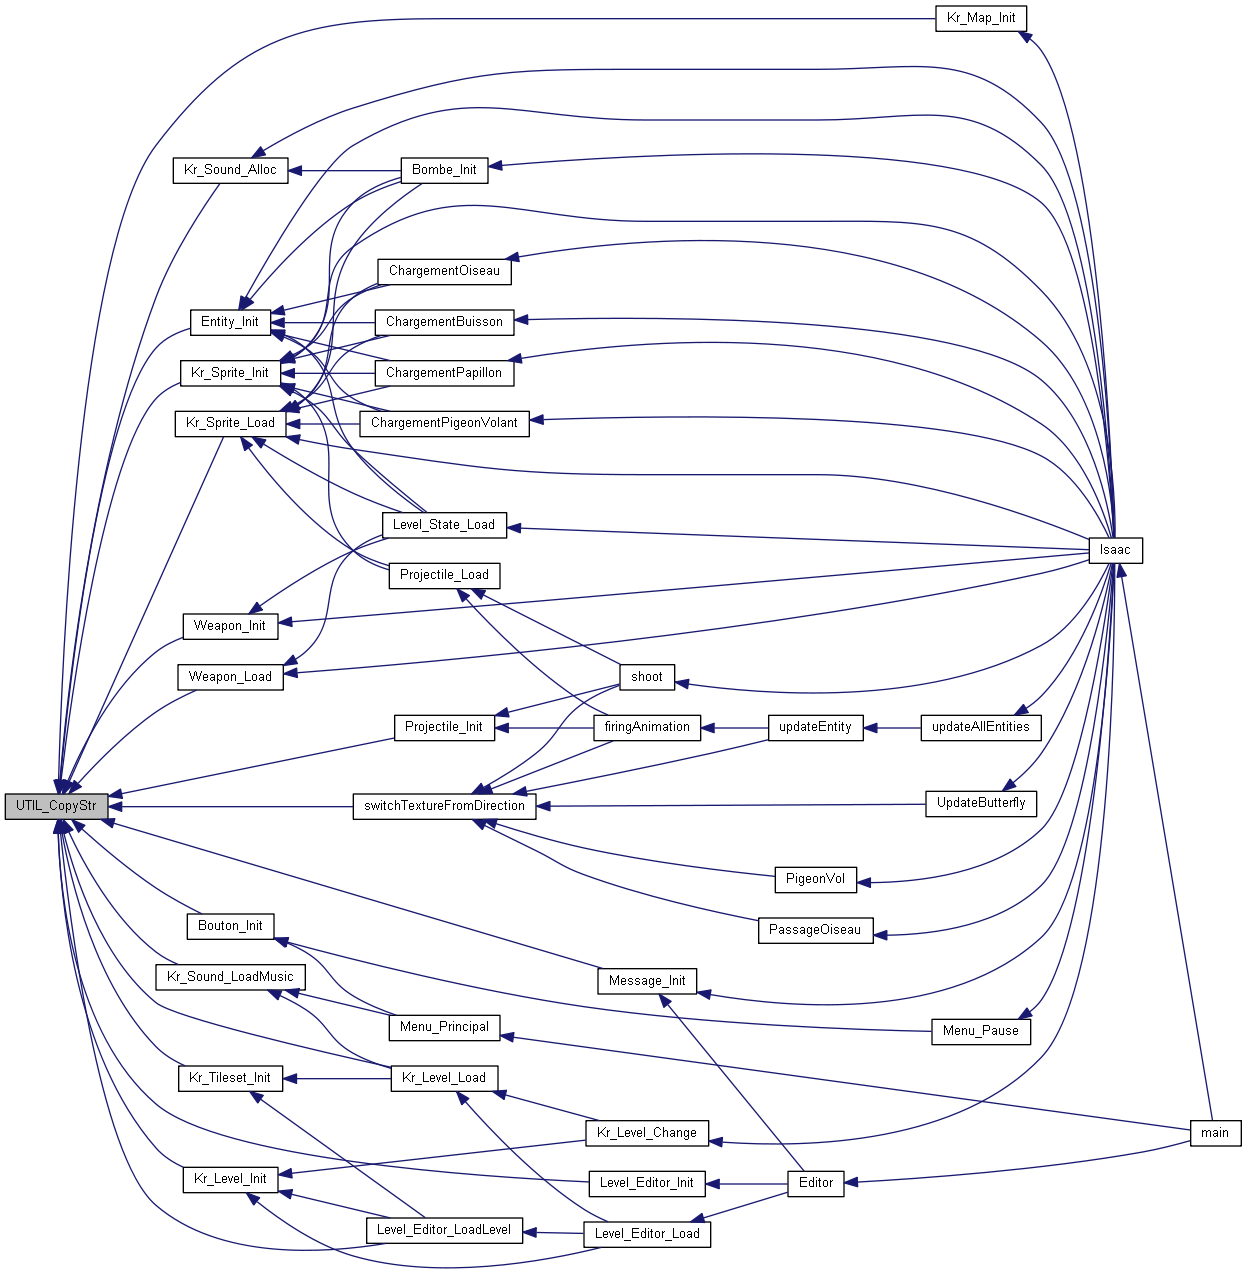 Kr_Map_Init
Kr_Sound_Alloc
Bombe_Init
ChargementOiseau
Entity_Init
ChargementBuisson
Kr_Sprite_Init
ChargementPapillon
Kr_Sprite_Load
ChargementPigeonVolant
Level_State_Load
Isaac
Projectile_Load
Weapon_Init
Weapon_Load
shoot
Projectile_Init
firingAnimation
updateEntity
updateAllEntities
UTIL_CopyStr
switchTextureFromDirection
UpdateButterfly
PigeonVol
Bouton_Init
PassageOiseau
Kr_Sound_LoadMusic
Message_Init
Menu_Principal
Menu_Pause
Kr_Tileset_Init
Kr_Level_Load
Kr_Level_Change
main
Kr_Level_Init
Level_Editor_Init
Editor
Level_Editor_LoadLevel
Level_Editor_Load